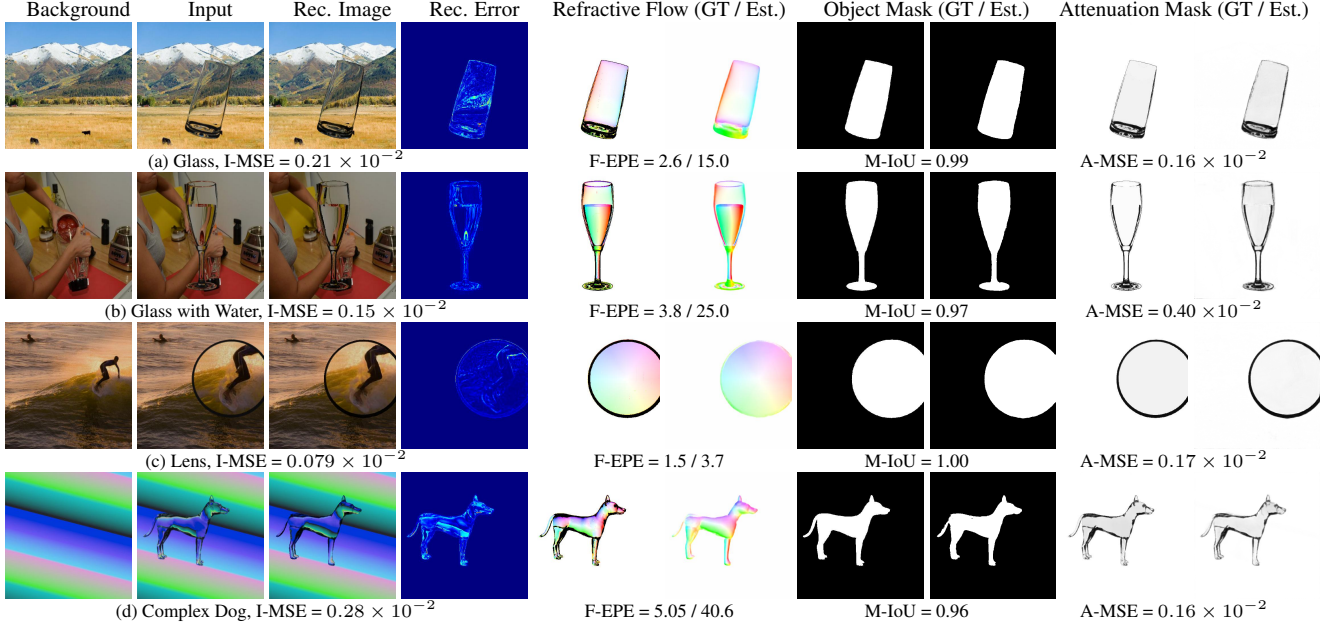 Background Input Rec. Image Rec. Error Refractive Flow (GT / Est.) Object Mask (GT / Est.) Attenuation Mask (GT / Est.)
(a) Glass, I-MSE = 0.21 × 10⁻² F-EPE = 2.6 / 15.0 M-IoU = 0.99 A-MSE = 0.16 × 10⁻²
(b) Glass with Water, I-MSE = 0.15 × 10⁻² F-EPE = 3.8 / 25.0 M-IoU = 0.97 A-MSE = 0.40 ×10⁻²
(c) Lens, I-MSE = 0.079 × 10⁻² F-EPE = 1.5 / 3.7 M-IoU = 1.00 A-MSE = 0.17 × 10⁻²
(d) Complex Dog, I-MSE = 0.28 × 10⁻² F-EPE = 5.05 / 40.6 M-IoU = 0.96 A-MSE = 0.16 × 10⁻²